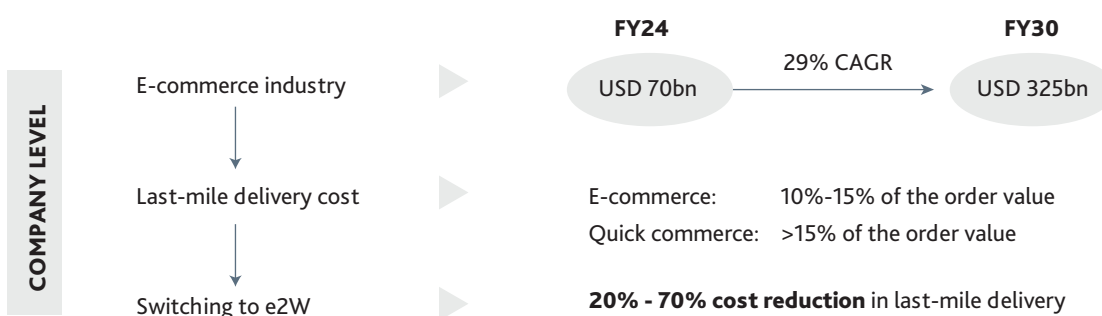 FY24 FY30
29% CAGR
E-commerce industry USD 70bn USD 325bn
COMPANY LEVEL
Last-mile delivery cost E-commerce: 10%-15% of the order value
Quick commerce: >15% of the order value
Switching to e2W 20% - 70% cost reduction in last-mile delivery